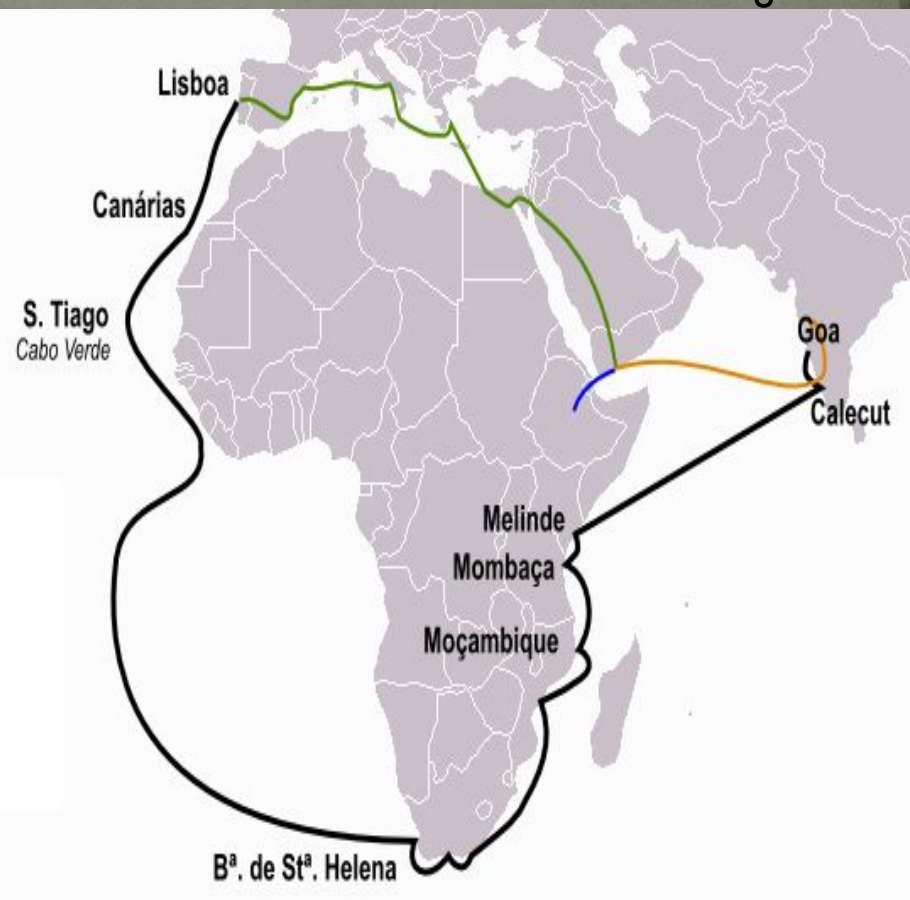 Lisboa
Canárias
S. Tiago
Cabo Verde
Goa
Calecut
Melinde
Mombaça
Moçambique
Bª. de Stª. Helena